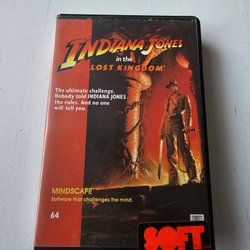 INDIANA JONES
in the
LOST KINGDOM
The ultimate challenge.
Nobody told INDIANA JONES
the rules. And no one
will tell you.
MINDSCAPE
Software that challenges the mind.
64
SOFT